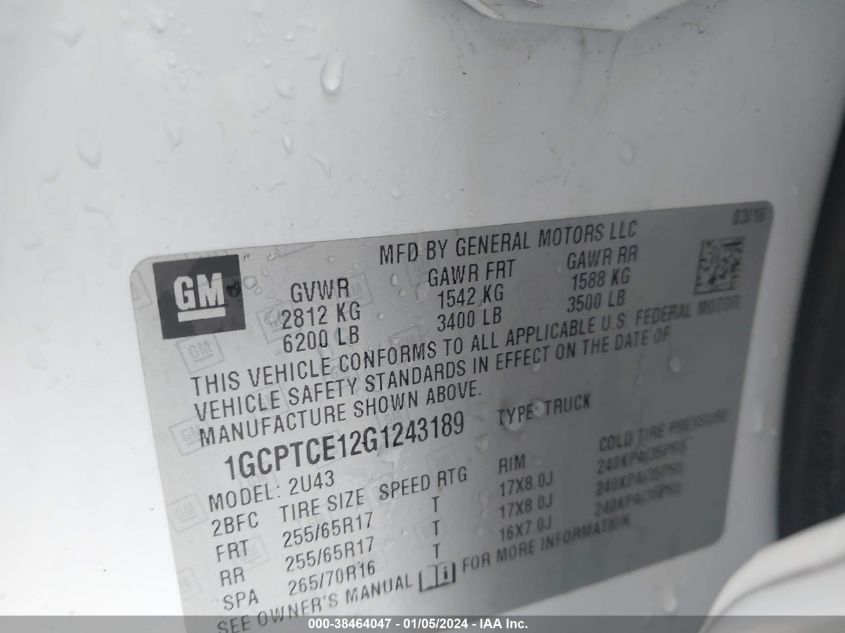 03/16
MFD BY GENERAL MOTORS LLC
GM
GVWR GAWR FRT GAWR RR
2812 KG 1542 KG 1588 KG
6200 LB 3400 LB 3500 LB
THIS VEHICLE CONFORMS TO ALL APPLICABLE U.S. FEDERAL MOTOR
VEHICLE SAFETY STANDARDS IN EFFECT ON THE DATE OF
MANUFACTURE SHOWN ABOVE.
1GCPTCE12G1243189 TYPE: TRUCK
MODEL: 2U43
2BFC TIRE SIZE SPEED RTG RIM COLD TIRE PRESSURE
FRT 255/65R17 T 17X8.0J 240KPA(35PSI)
RR 255/65R17 T 17X8.0J 240KPA(35PSI)
SPA 265/70R16 T 16X7.0J 240KPA(35PSI)
SEE OWNER'S MANUAL FOR MORE INFORMATION.
000-38464047 - 01/05/2024 - IAA Inc.